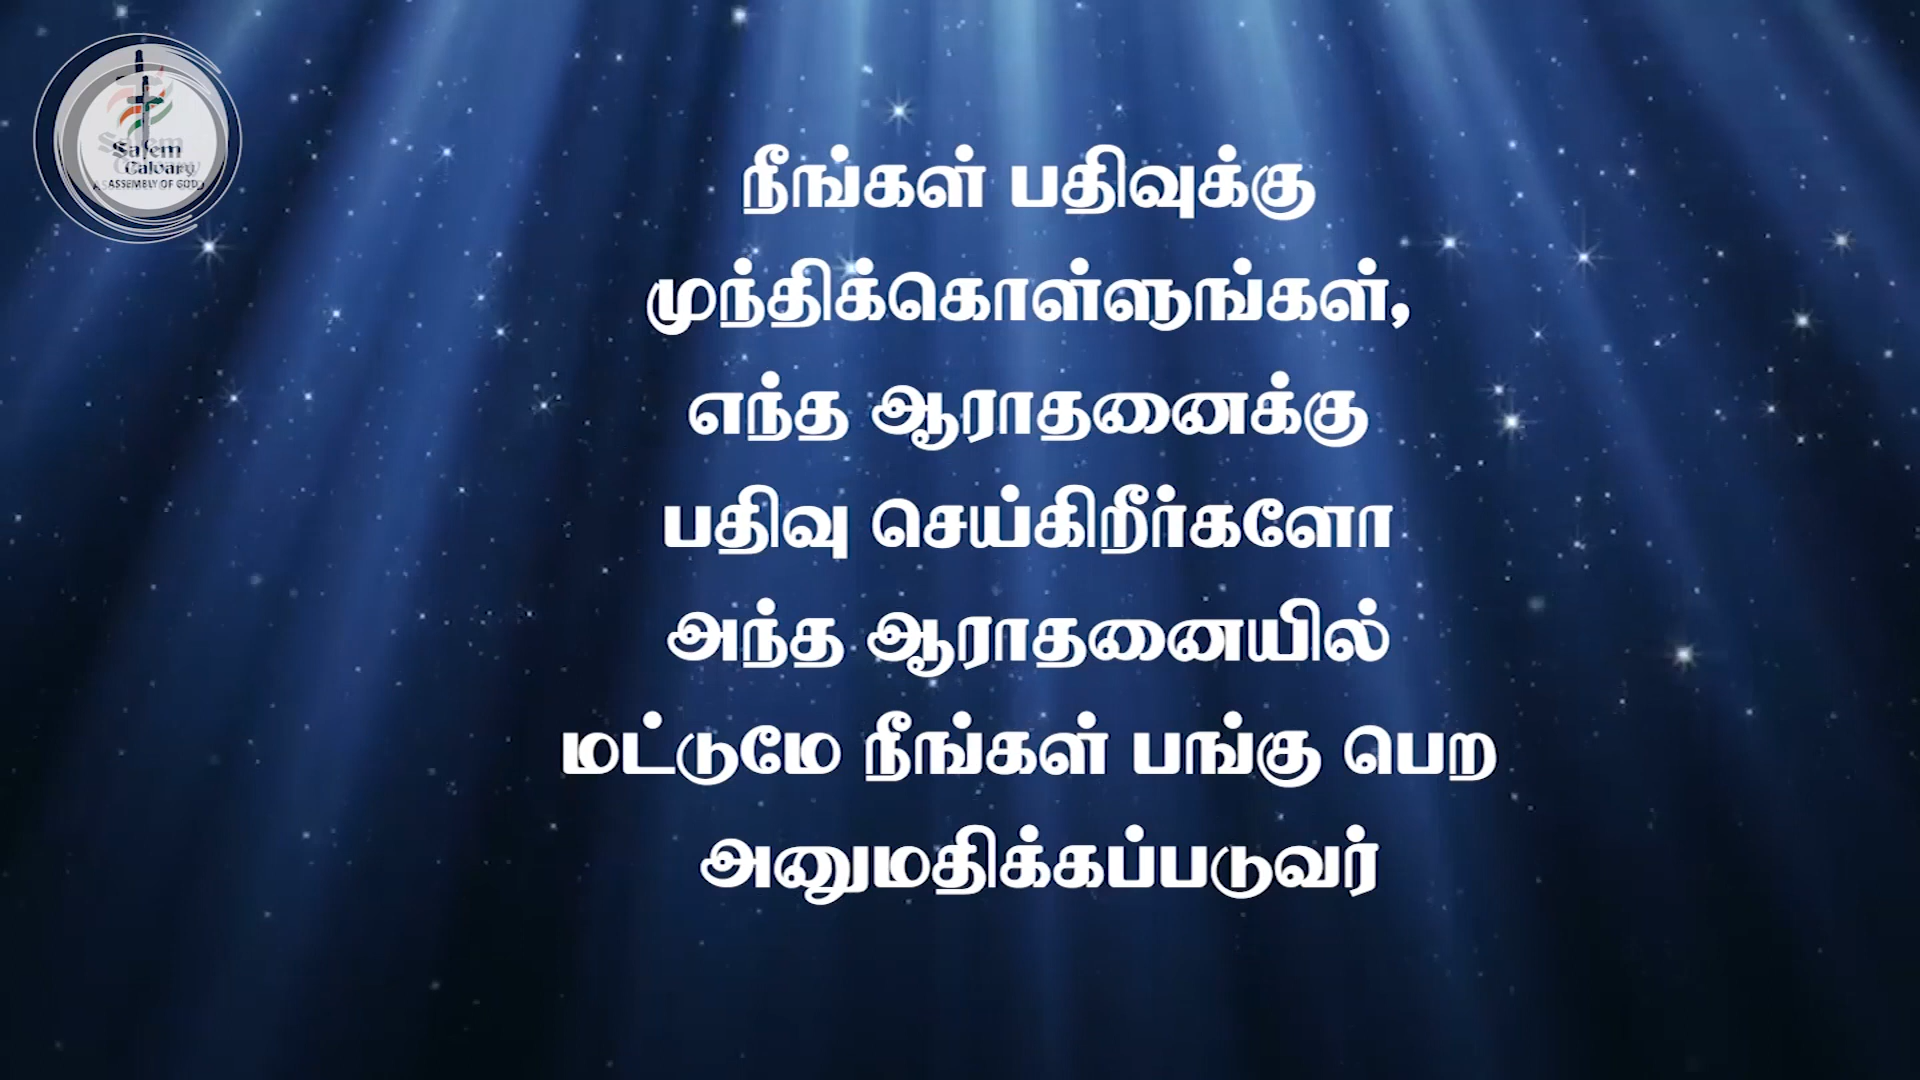 Salem
Calvary
ASSEMBLY OF GOD
நீங்கள் பதிவுக்கு
முந்திக்கொள்ளுங்கள்,
எந்த ஆராதனைக்கு
பதிவு செய்கிறீர்களோ
அந்த ஆராதனையில்
மட்டுமே நீங்கள் பங்கு பெற
அனுமதிக்கப்படுவர்